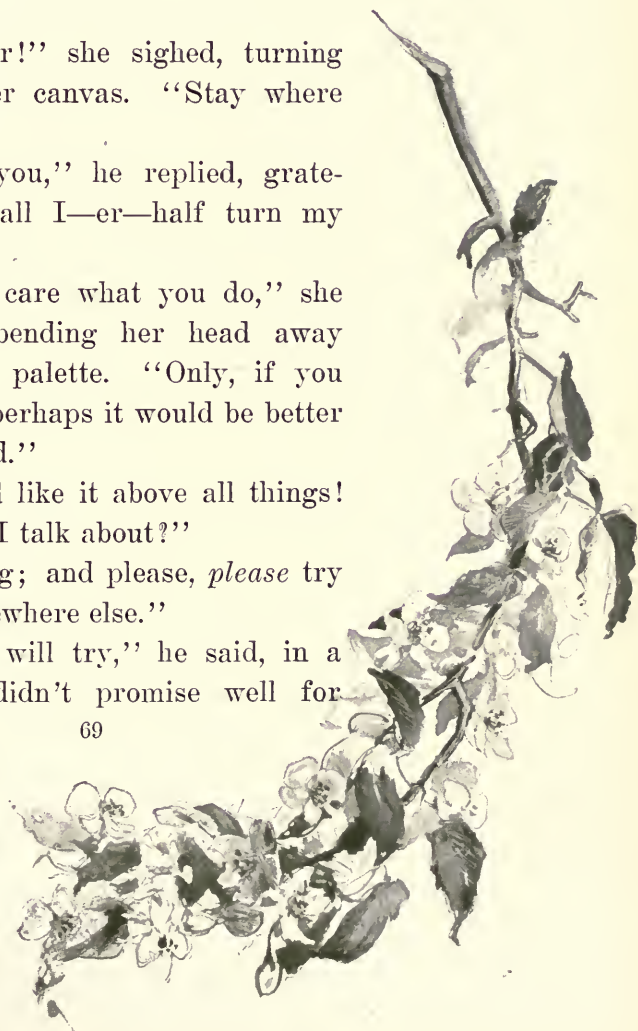 r!” she sighed, turning
er canvas. “Stay where
you,” he replied, grate-
all I—er—half turn my
care what you do,” she
bending her head away
palette. “Only, if you
perhaps it would be better
d.”
l like it above all things!
I talk about?”
g; and please, please try
ewhere else.”
will try,” he said, in a
didn’t promise well for
69